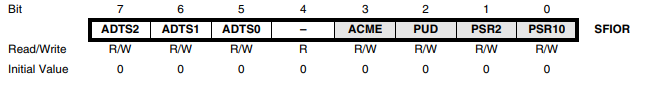 Bit 7 6 5 4 3 2 1 0
ADTS2 ADTS1 ADTS0 – ACME PUD PSR2 PSR10 SFIOR
Read/Write R/W R/W R/W R R/W R/W R/W R/W
Initial Value 0 0 0 0 0 0 0 0